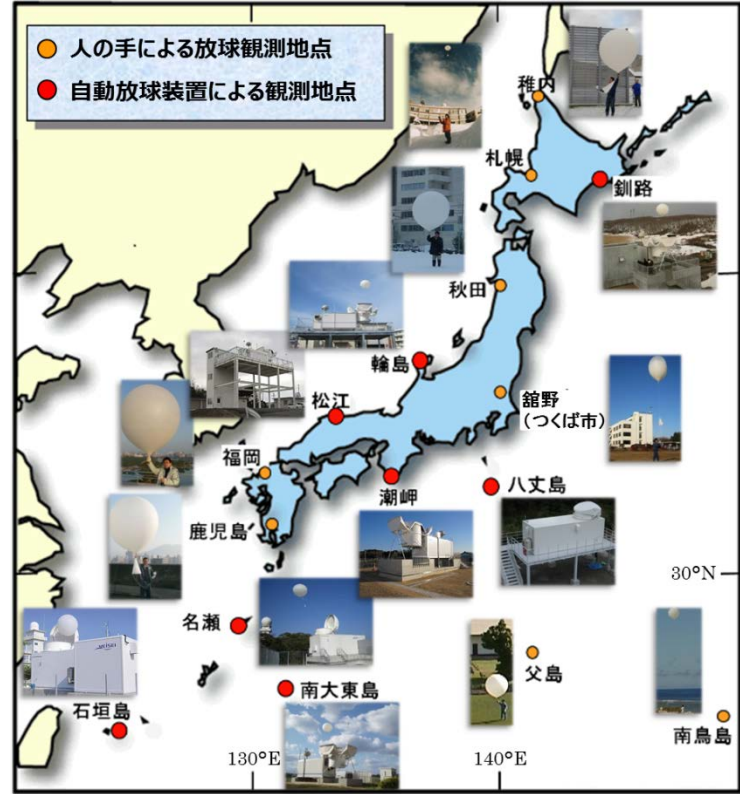 人の手による放球観測地点
自動放球装置による観測地点
稚内
札幌
釧路
秋田
輪島
松江
舘野
(つくば市)
福岡
潮岬
八丈島
鹿児島
30°N
名瀬
父島
南大東島
石垣島
南鳥島
130°E
140°E